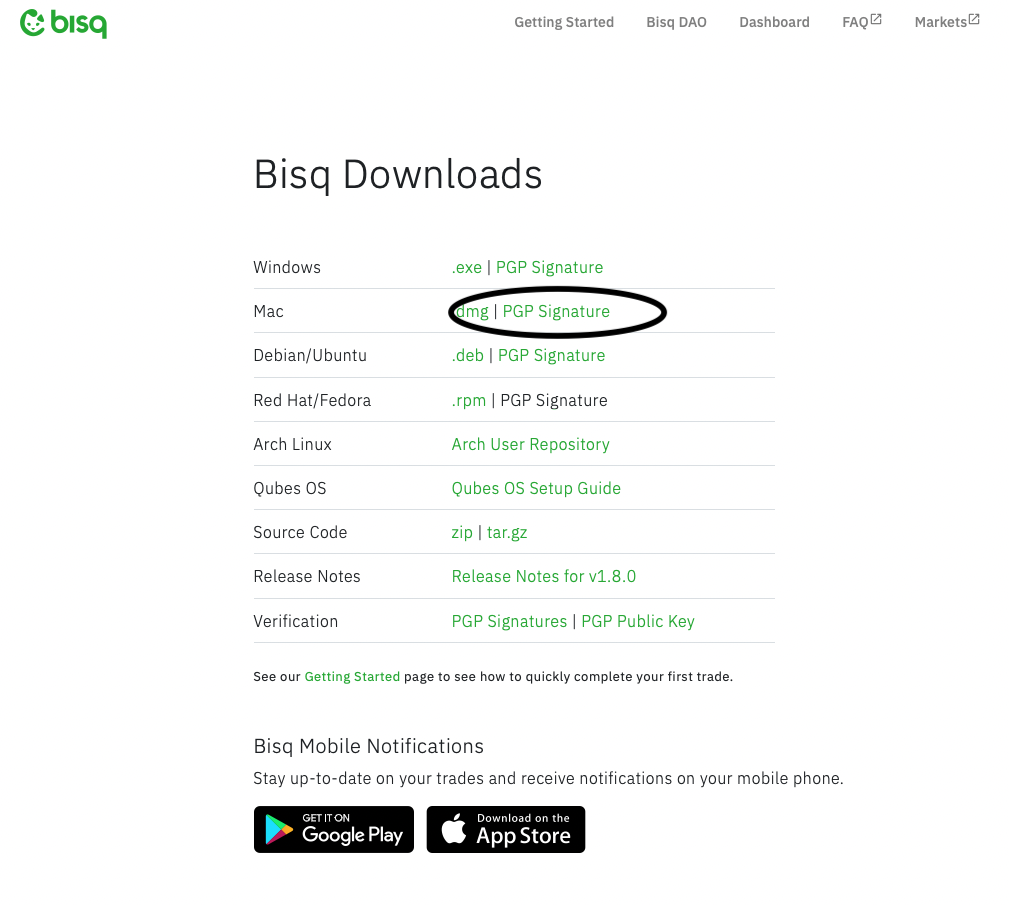 bisq
Getting Started Bisq DAO Dashboard FAQ Markets
Bisq Downloads
Windows .exe | PGP Signature
Mac dmg | PGP Signature
Debian/Ubuntu .deb | PGP Signature
Red Hat/Fedora .rpm | PGP Signature
Arch Linux Arch User Repository
Qubes OS Qubes OS Setup Guide
Source Code zip | tar.gz
Release Notes Release Notes for v1.8.0
Verification PGP Signatures | PGP Public Key
See our Getting Started page to see how to quickly complete your first trade.
Bisq Mobile Notifications
Stay up-to-date on your trades and receive notifications on your mobile phone.
GET IT ON Download on the
Google Play App Store